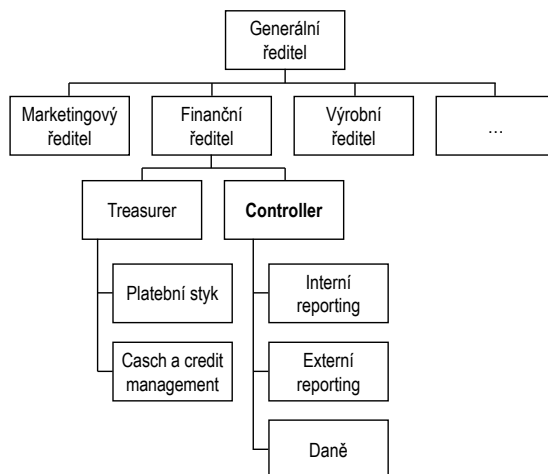 Generální
ředitel
Marketingový
ředitel
Finanční
ředitel
Výrobní
ředitel
...
Treasurer
Controller
Platební styk
Casch a credit
management
Interní
reporting
Externí
reporting
Daně